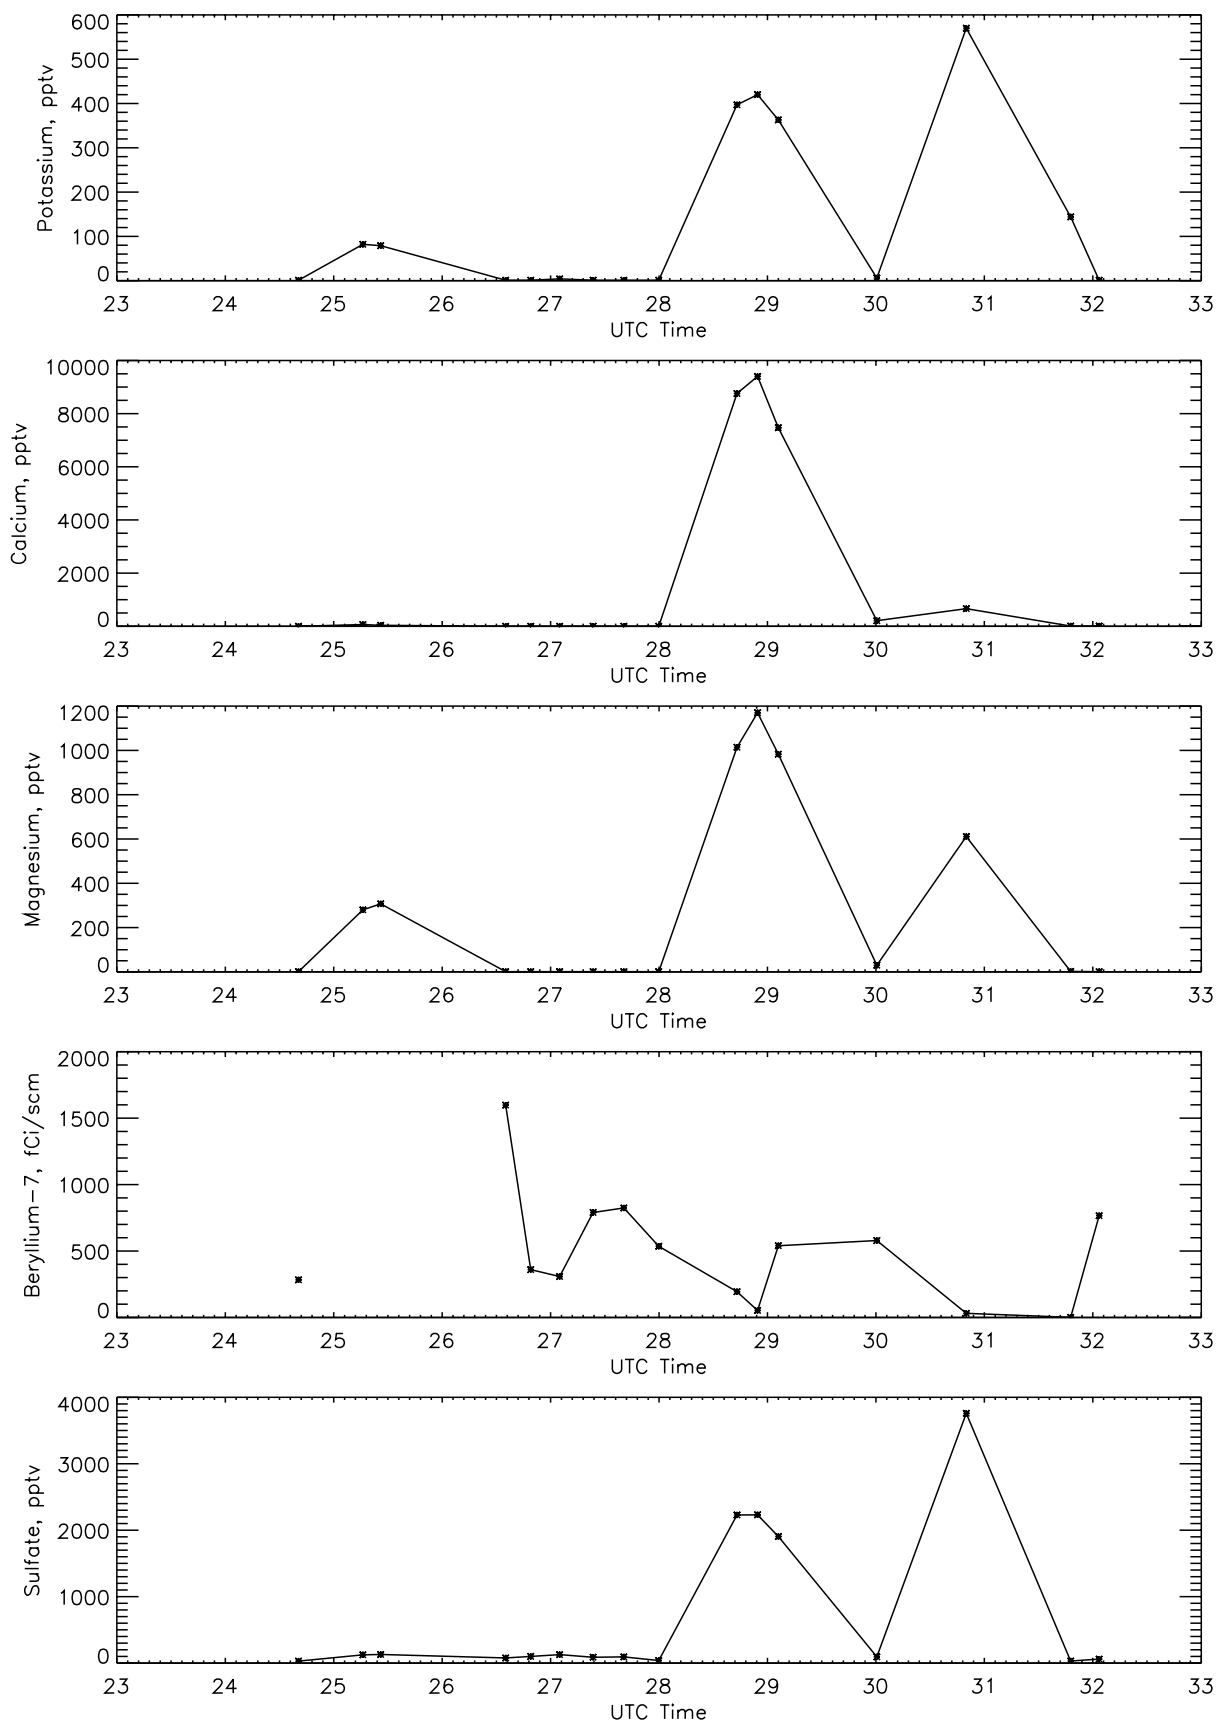 600
500
400
300
200
100
0
Potassium, pptv
23 24 25 26 27 28 29 30 31 32 33
UTC Time
10000
8000
6000
4000
2000
0
Calcium, pptv
23 24 25 26 27 28 29 30 31 32 33
UTC Time
1200
1000
800
600
400
200
0
Magnesium, pptv
23 24 25 26 27 28 29 30 31 32 33
UTC Time
2000
1500
1000
500
0
Beryllium-7, fCi/scm
23 24 25 26 27 28 29 30 31 32 33
UTC Time
4000
3000
2000
1000
0
Sulfate, pptv
23 24 25 26 27 28 29 30 31 32 33
UTC Time